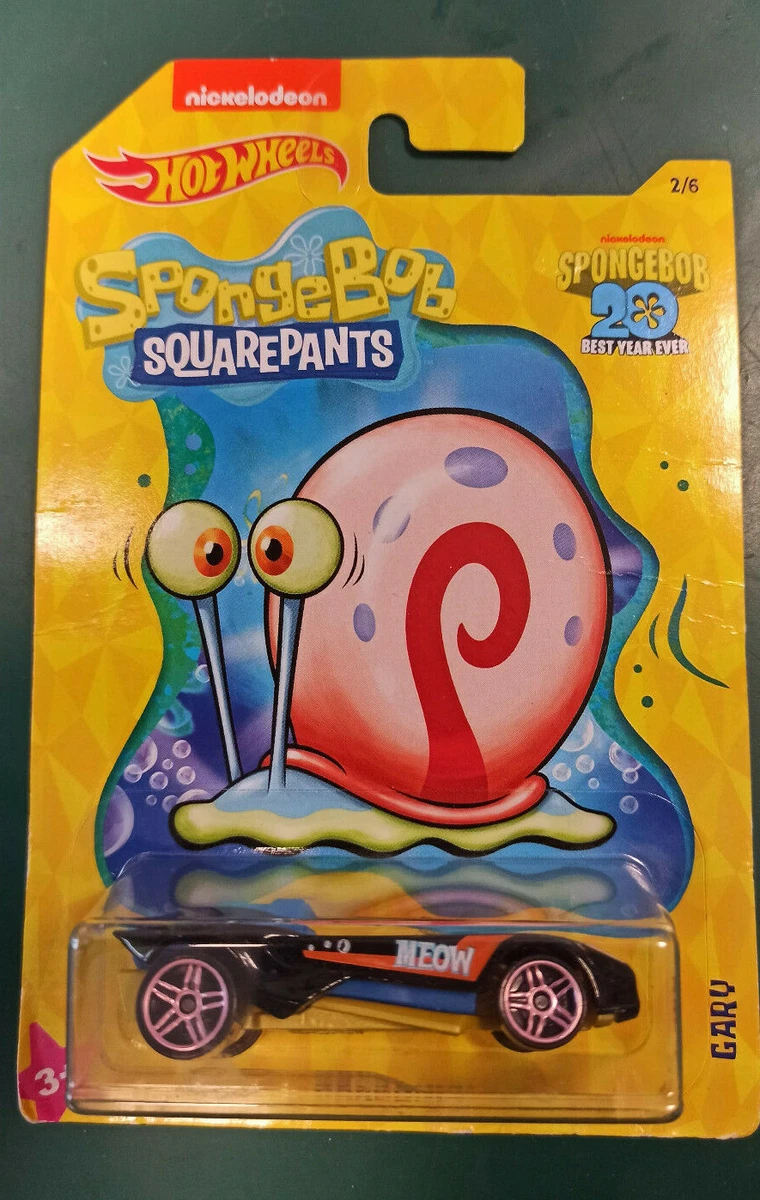 nickelodeon
HOT WHEELS
2/6
SPONGEBOB
SQUAREPANTS
nickelodeon
SPONGEBOB
20
BEST YEAR EVER
MEOW
GARY
3+